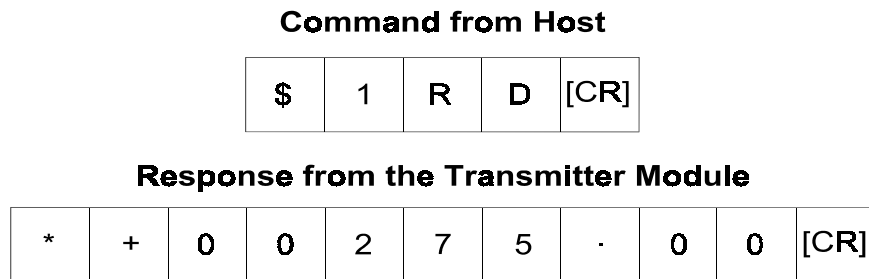 Command from Host
$ 1 R D [CR]
Response from the Transmitter Module
* + 0 0 2 7 5 . 0 0 [CR]